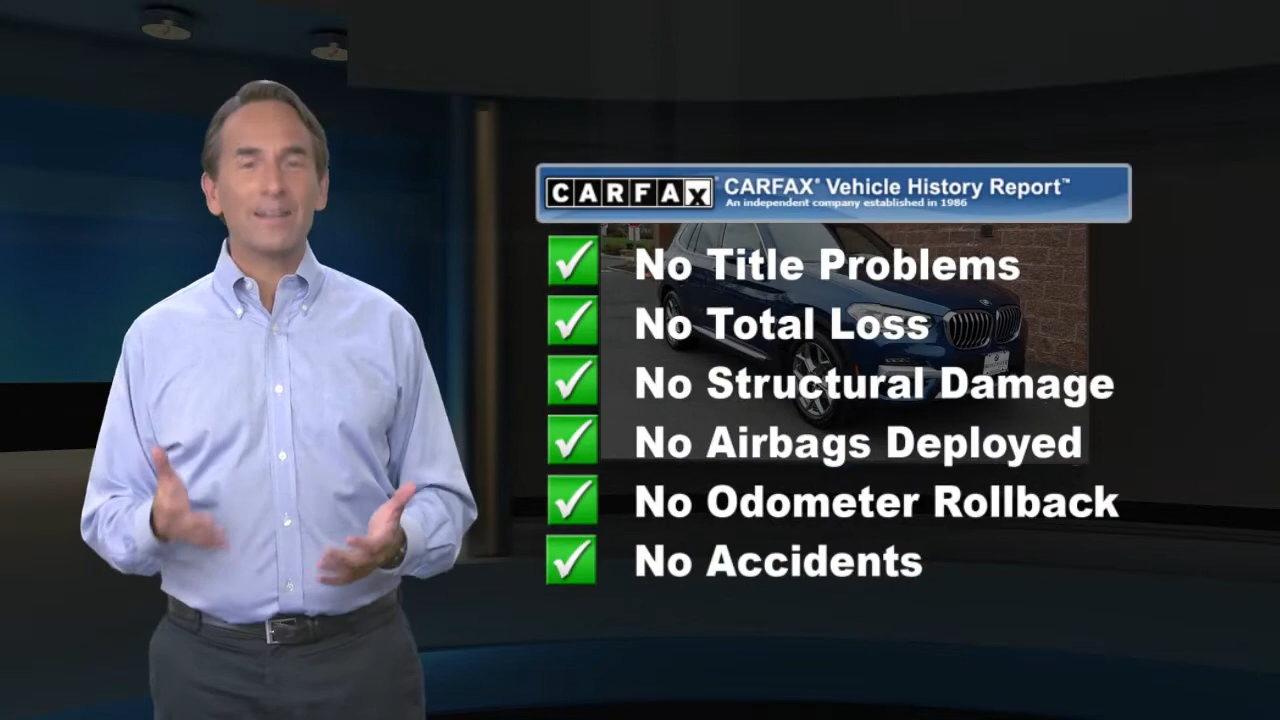 CARFAX® CARFAX® Vehicle History Report™
An independent company established in 1986
No Title Problems
No Total Loss
No Structural Damage
No Airbags Deployed
No Odometer Rollback
No Accidents